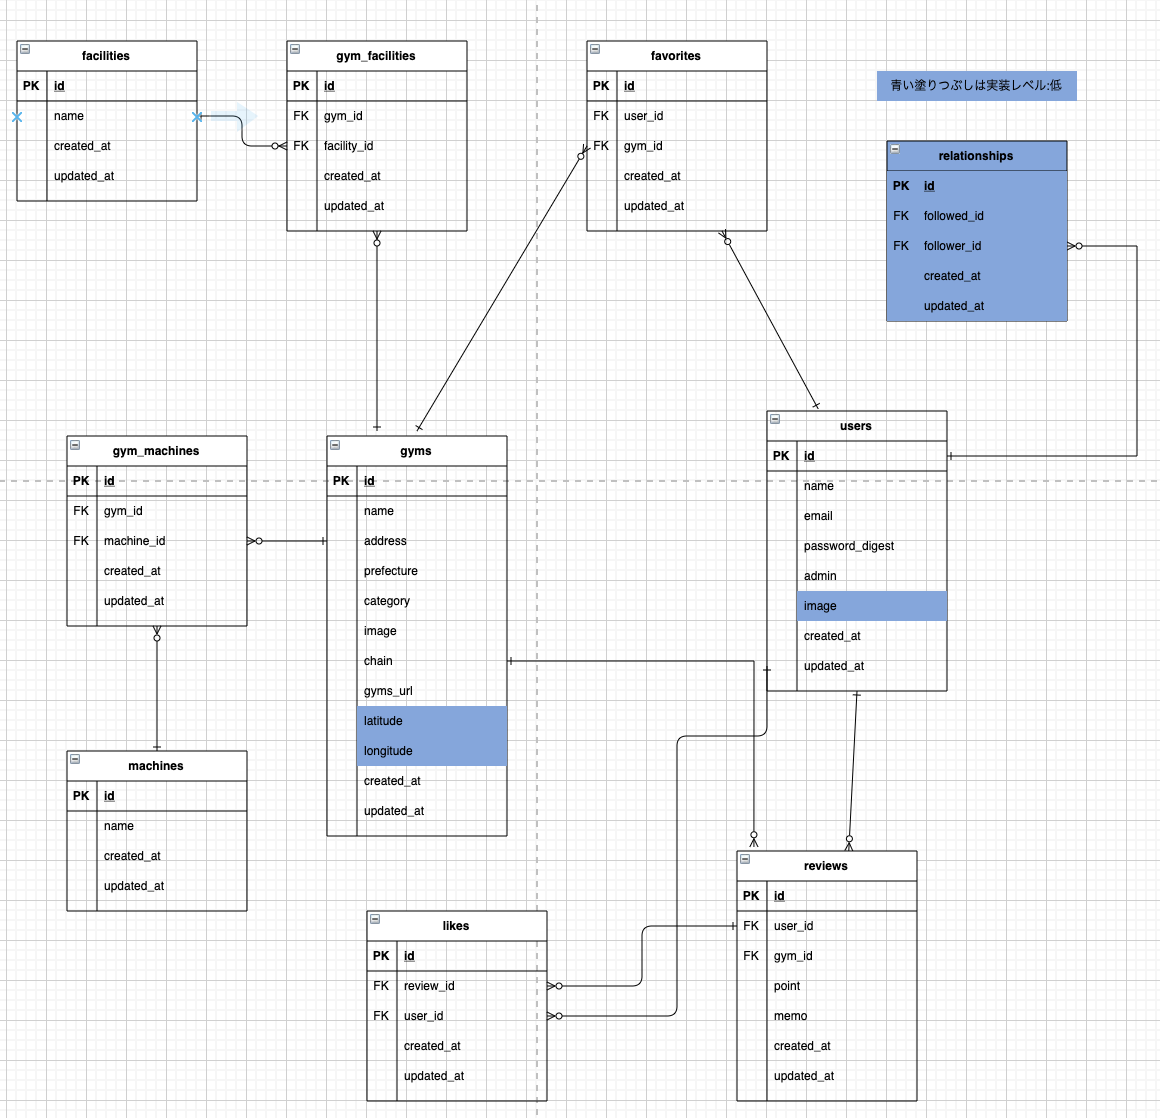 facilities
PK id
name
created_at
updated_at
gym_facilities
PK id
FK gym_id
FK facility_id
created_at
updated_at
favorites
PK id
FK user_id
FK gym_id
created_at
updated_at
青い塗りつぶしは実装レベル:低
relationships
PK id
FK followed_id
FK follower_id
created_at
updated_at
gym_machines
PK id
FK gym_id
FK machine_id
created_at
updated_at
gyms
PK id
name
address
prefecture
category
image
chain
gyms_url
latitude
longitude
created_at
updated_at
users
PK id
name
email
password_digest
admin
image
created_at
updated_at
machines
PK id
name
created_at
updated_at
likes
PK id
FK review_id
FK user_id
created_at
updated_at
reviews
PK id
FK user_id
FK gym_id
point
memo
created_at
updated_at